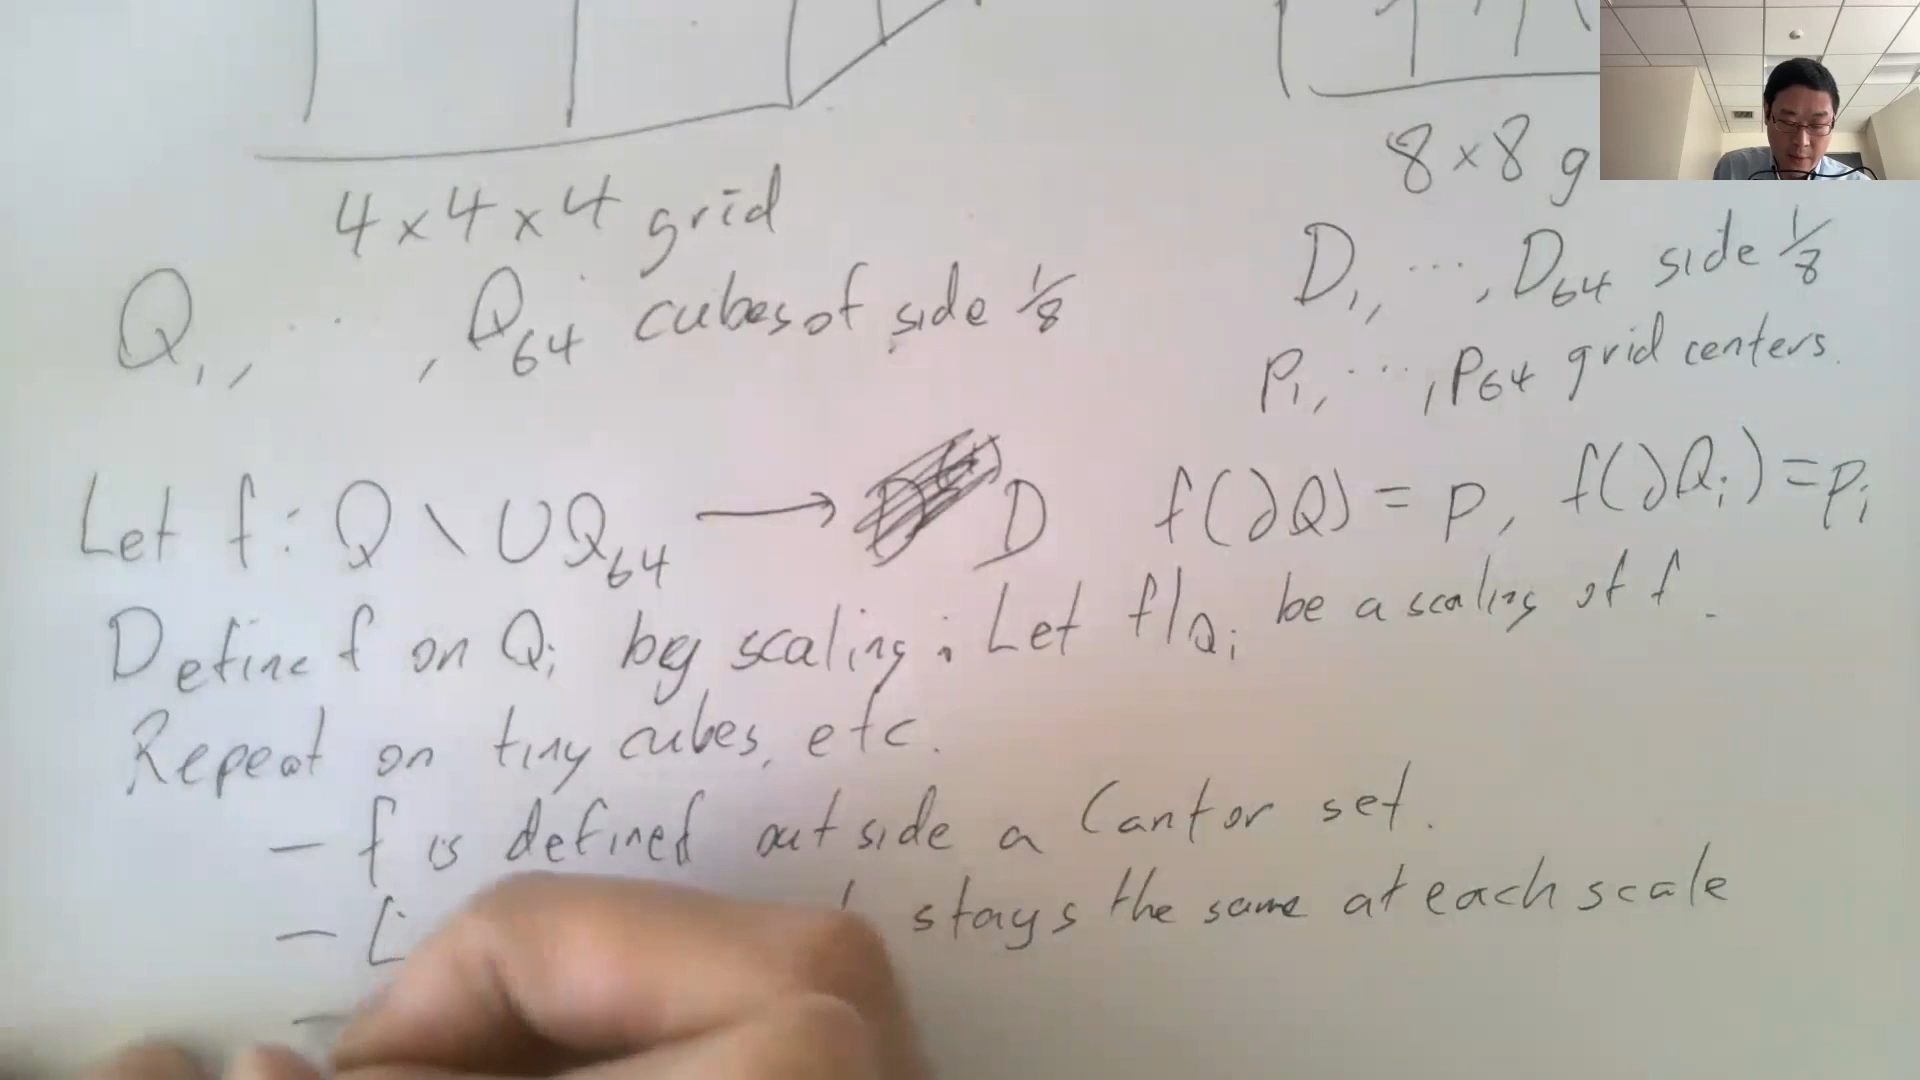 4 × 4 × 4 grid
8 × 8 g
Q₁, ..., Q₆₄ cubes of side 1/8
D₁, ..., D₆₄ side 1/8
P₁, ..., P₆₄ grid centers.
Let f : Q \ ∪Q₆₄ → D f(∂Q) = p, f(∂Qᵢ) = pᵢ
Define f on Qᵢ by scaling: Let f|Qᵢ be a scaling of f.
Repeat on tiny cubes, etc.
— f is defined outside a Cantor set.
— stays the same at each scale
—